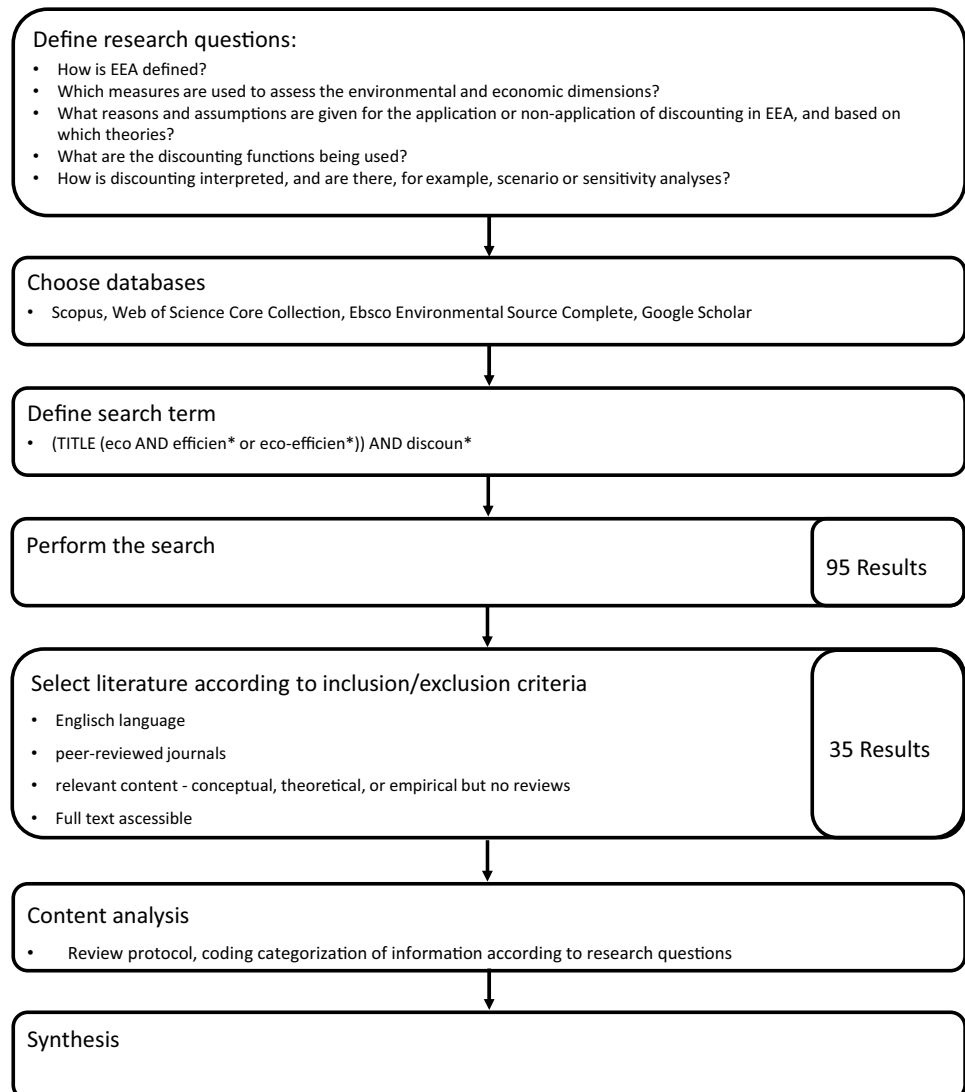 Define research questions:
• How is EEA defined?
• Which measures are used to assess the environmental and economic dimensions?
• What reasons and assumptions are given for the application or non-application of discounting in EEA, and based on
which theories?
• What are the discounting functions being used?
• How is discounting interpreted, and are there, for example, scenario or sensitivity analyses?
Choose databases
• Scopus, Web of Science Core Collection, Ebsco Environmental Source Complete, Google Scholar
Define search term
• (TITLE (eco AND efficien* or eco-efficien*)) AND discoun*
Perform the search
95 Results
Select literature according to inclusion/exclusion criteria
• Englisch language
• peer-reviewed journals
• relevant content - conceptual, theoretical, or empirical but no reviews
• Full text ascessible
35 Results
Content analysis
• Review protocol, coding categorization of information according to research questions
Synthesis